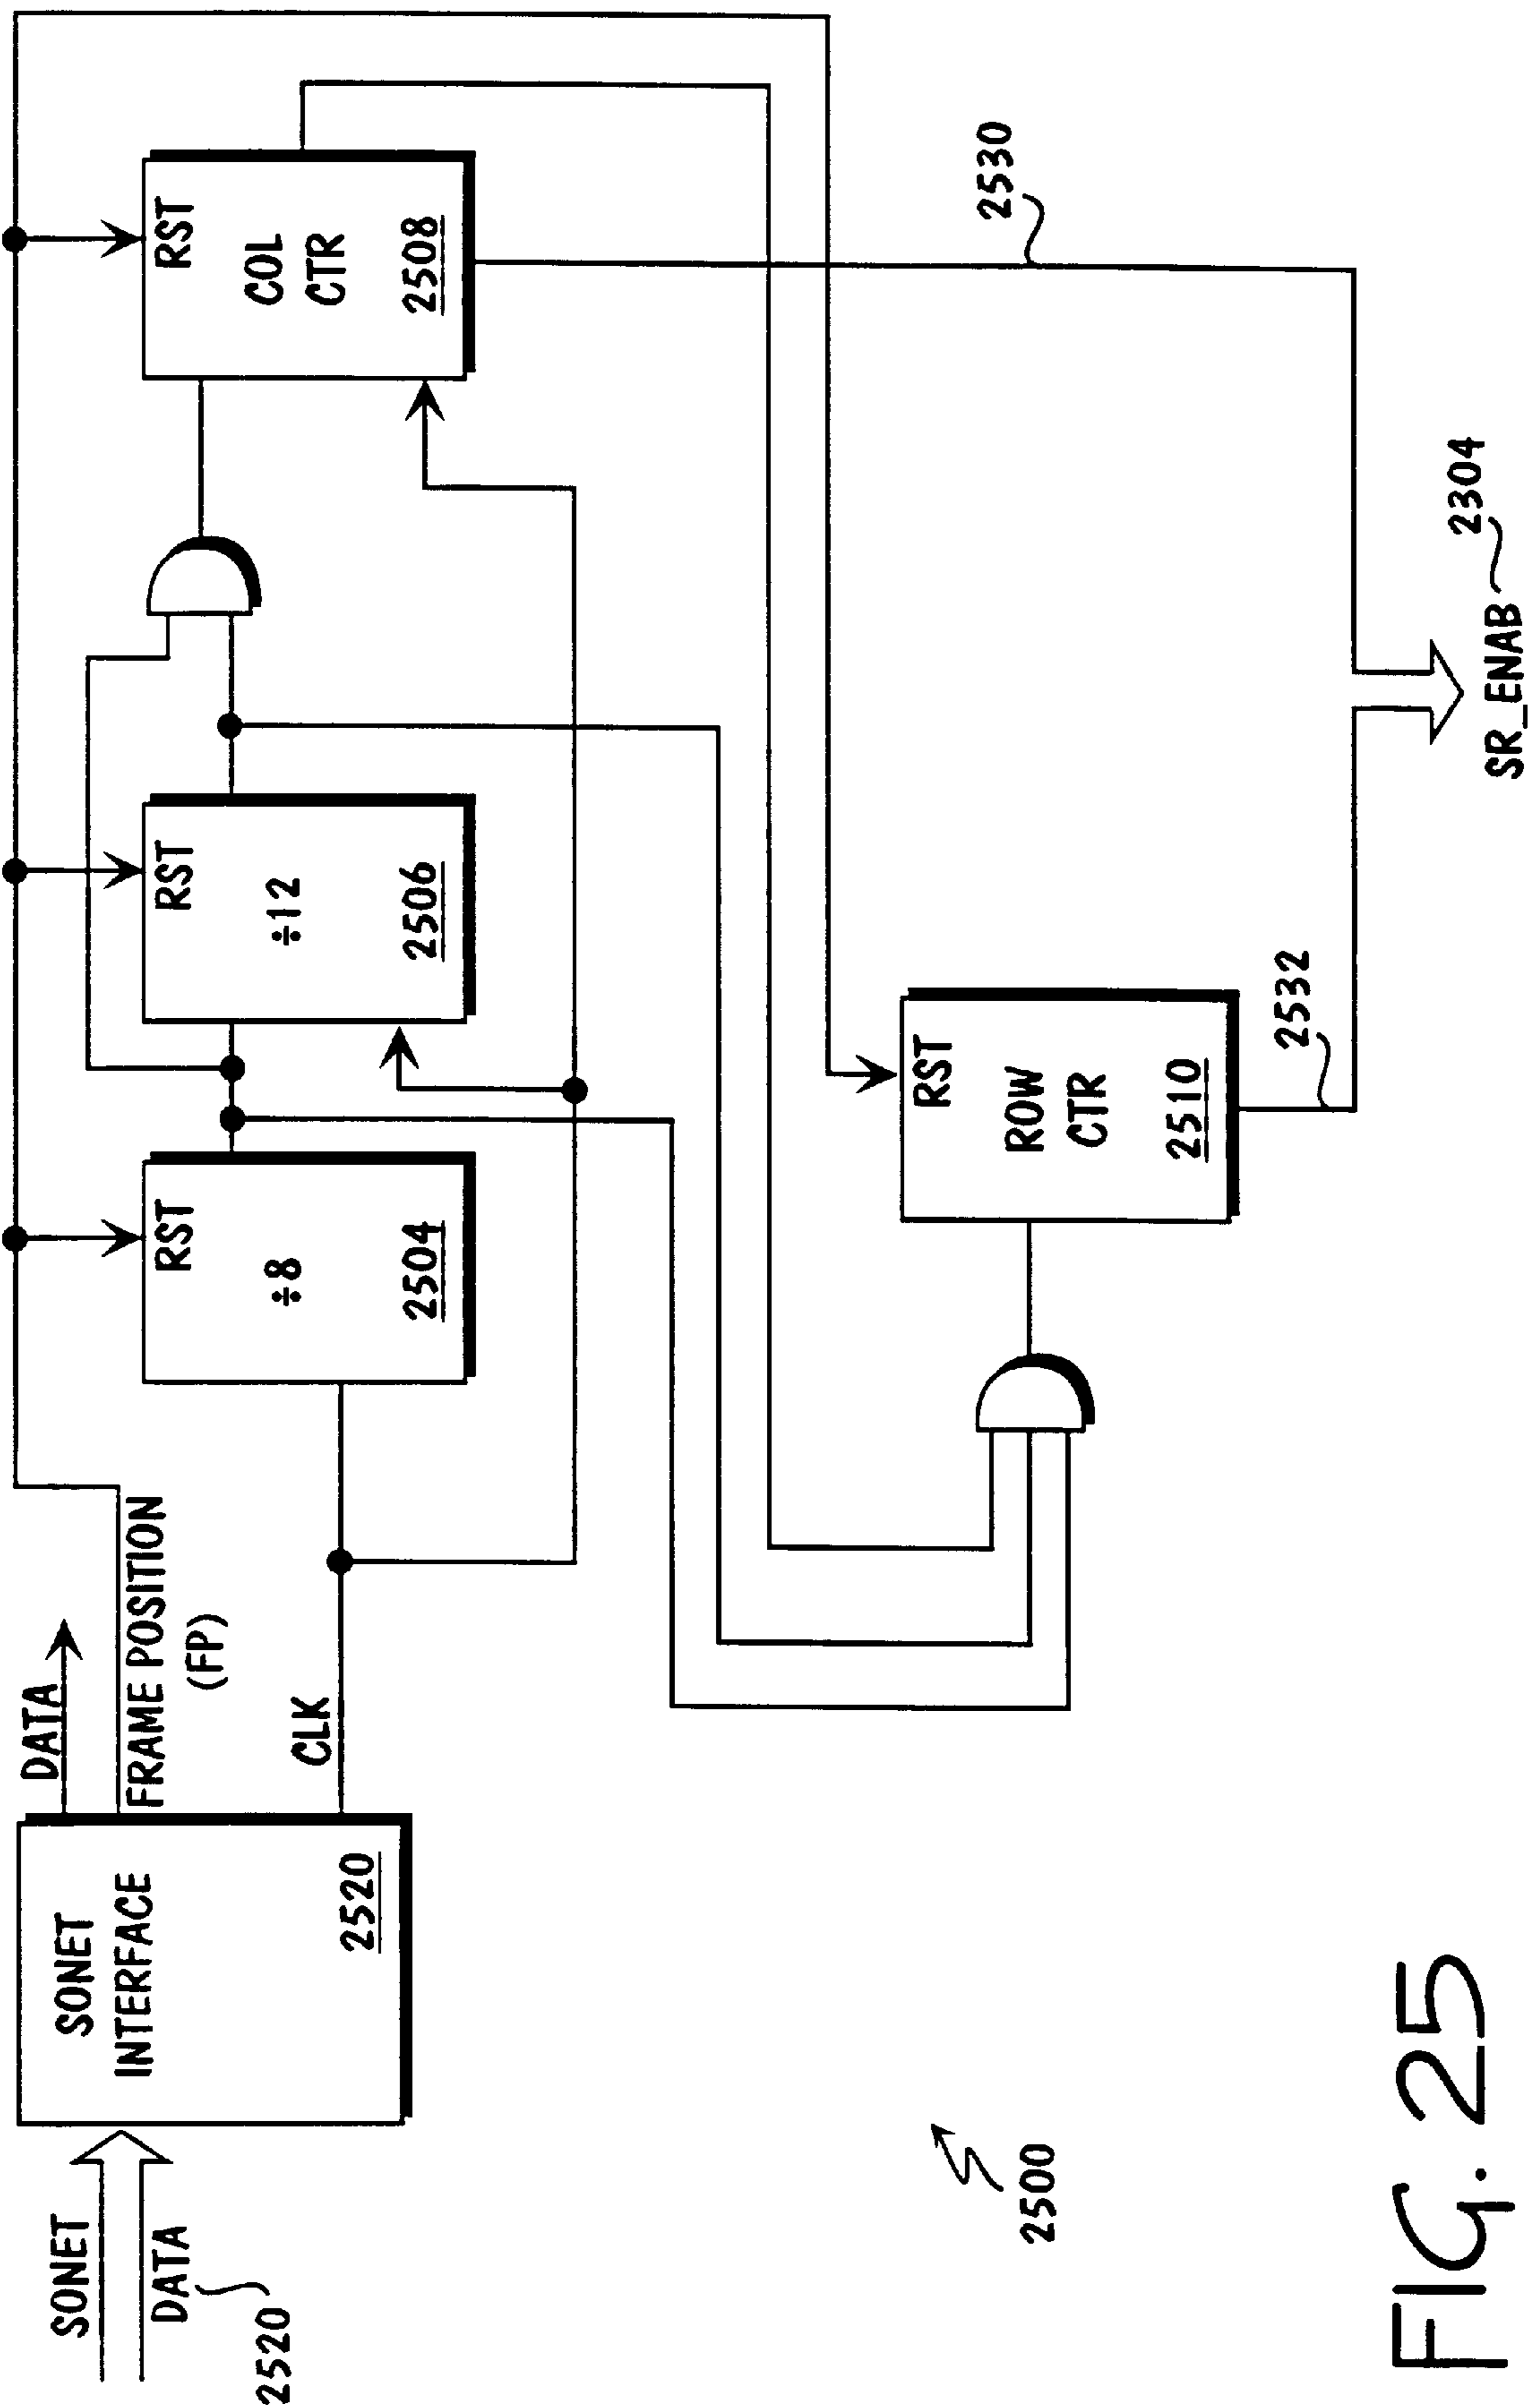 SONET
DATA
2520
SONET
INTERFACE
2520
DATA
FRAME POSITION
(FP)
CLK
RST
÷8
2504
RST
÷12
2506
RST
COL
CTR
2508
RST
ROW
CTR
2510
2530
2532
SR_ENAB
2304
2500
FIG. 25